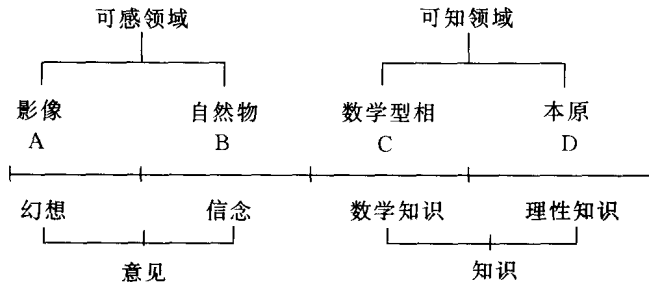 可感领域 可知领域
影像 自然物 数学型相 本原
A B C D
幻想 信念 数学知识 理性知识
意见 知识